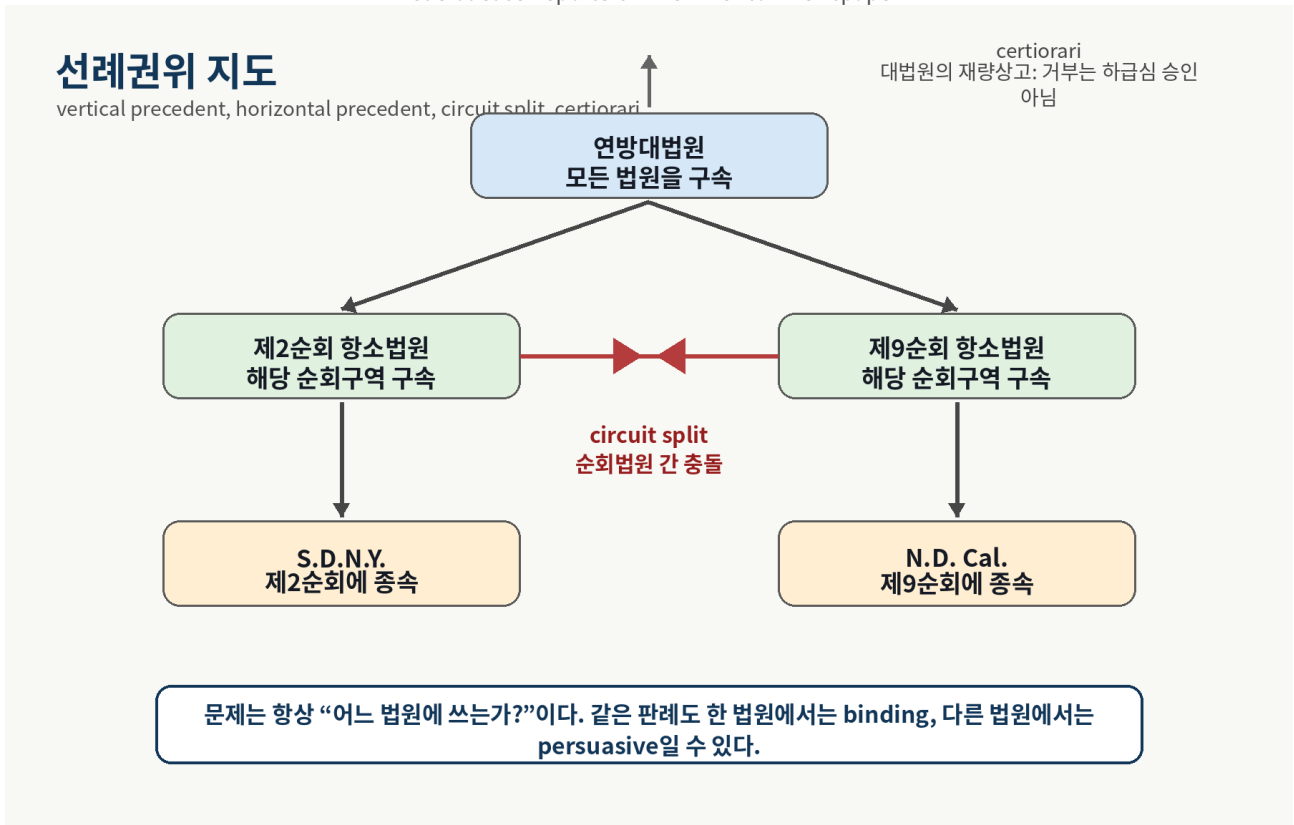 선례권위 지도
vertical precedent, horizontal precedent, circuit split, certiorari
certiorari
대법원의 재량상고: 거부는 하급심 승인
아님
연방대법원
모든 법원을 구속
제2순회 항소법원
해당 순회구역 구속
제9순회 항소법원
해당 순회구역 구속
circuit split
순회법원 간 충돌
S.D.N.Y.
제2순회에 종속
N.D. Cal.
제9순회에 종속
문제는 항상 “어느 법원에 쓰는가?”이다. 같은 판례도 한 법원에서는 binding, 다른 법원에서는
persuasive일 수 있다.